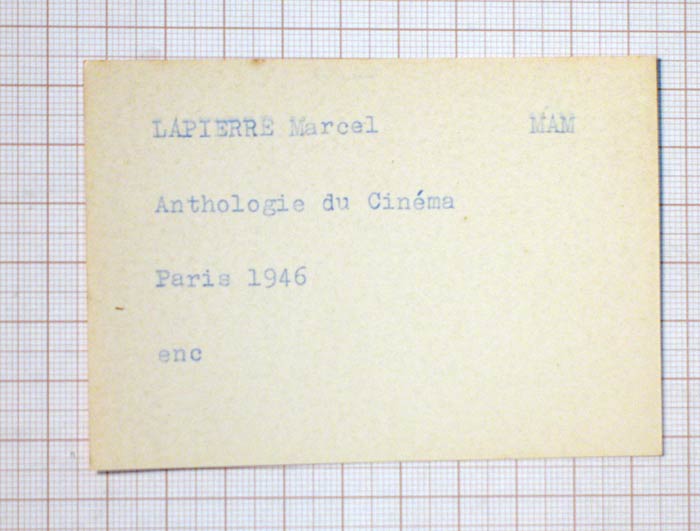 LAPIERRE Marcel MAM
Anthologie du Cinéma
Paris 1946
enc